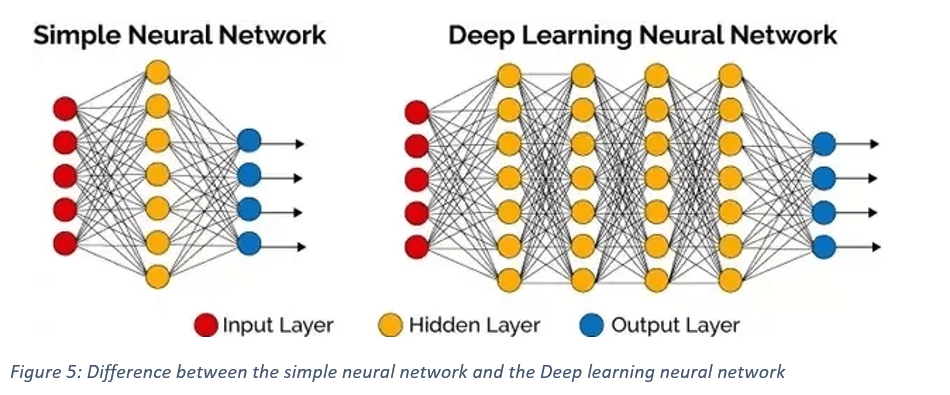 Simple Neural Network
Deep Learning Neural Network
Input Layer
Hidden Layer
Output Layer
Figure 5: Difference between the simple neural network and the Deep learning neural network